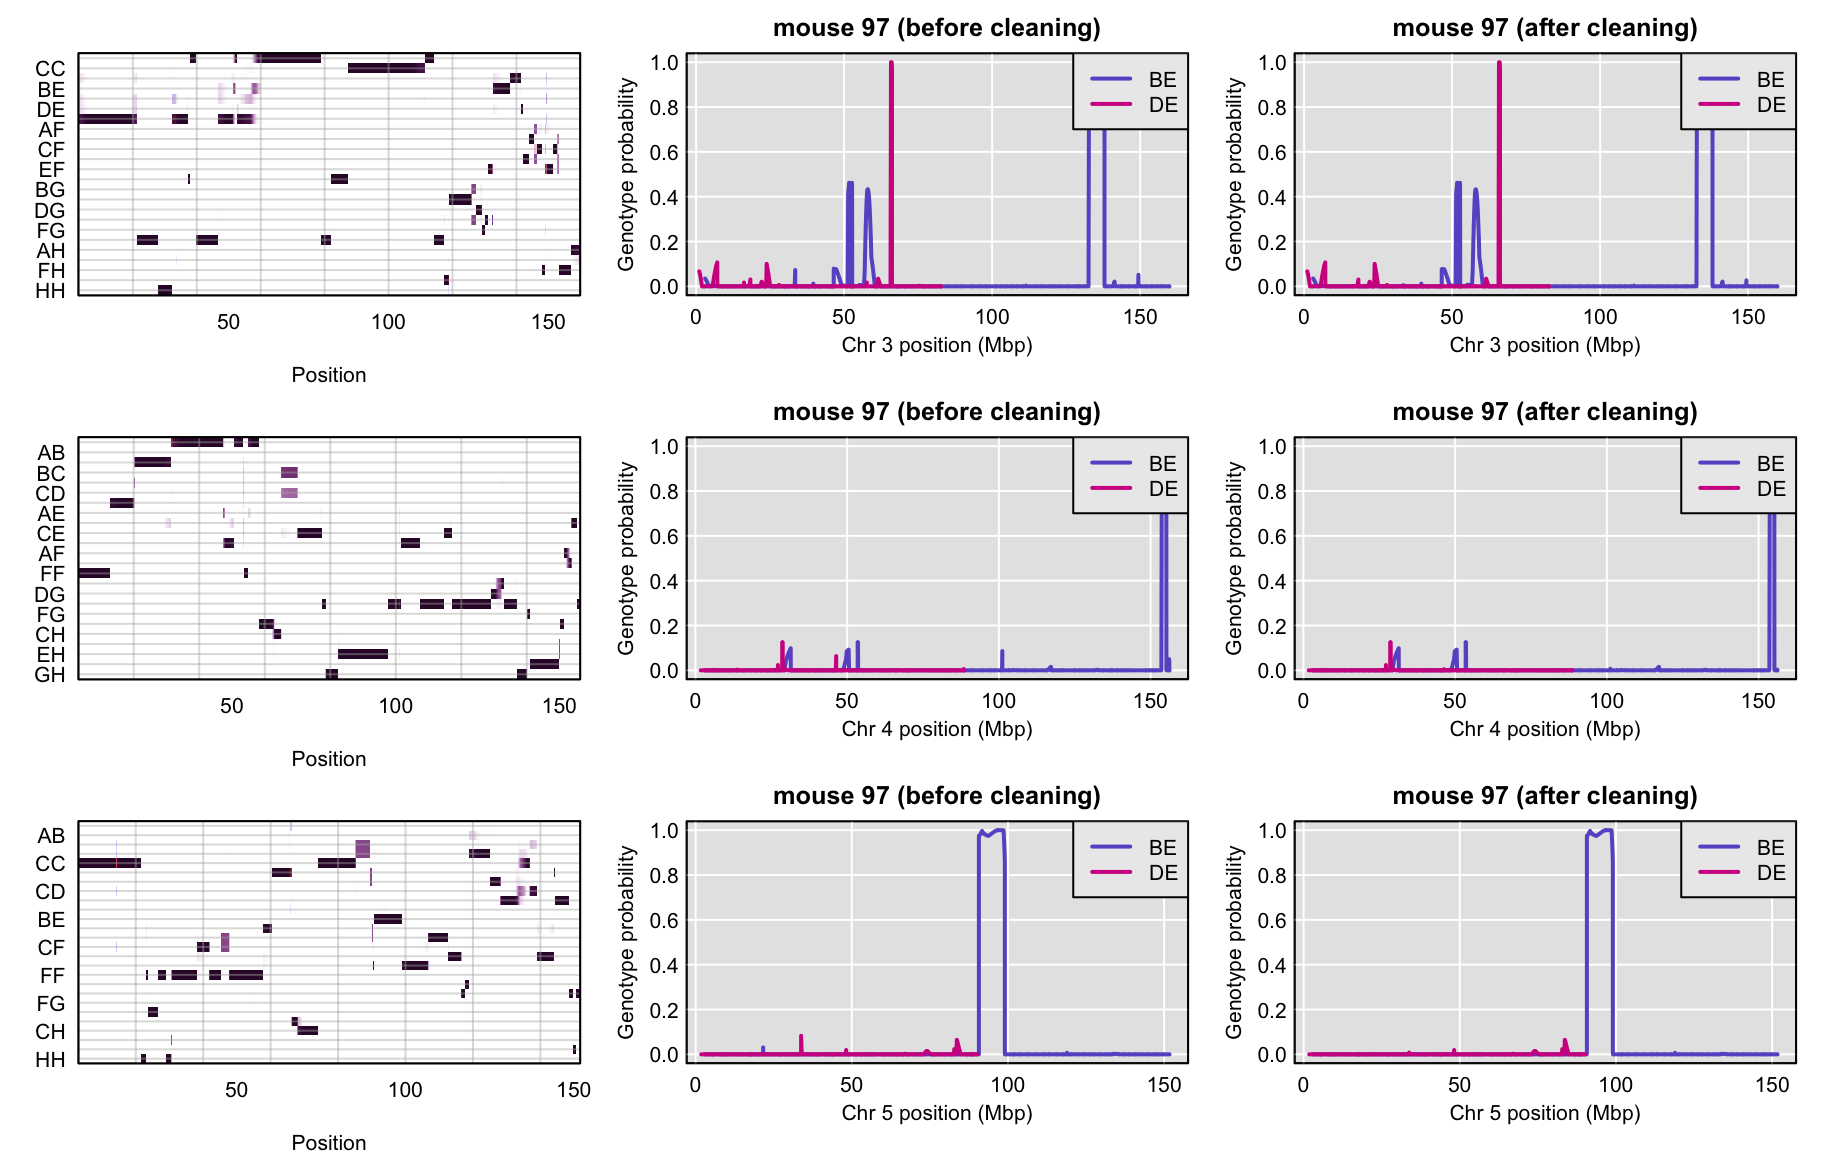 mouse 97 (before cleaning)
mouse 97 (after cleaning)
CC
BE
DE
AF
CF
EF
BG
DG
FG
AH
FH
HH
50
100
150
Position
Genotype probability
1.0
0.8
0.6
0.4
0.2
0.0
0
50
100
150
Chr 3 position (Mbp)
BE
DE
Genotype probability
1.0
0.8
0.6
0.4
0.2
0.0
0
50
100
150
Chr 3 position (Mbp)
BE
DE
mouse 97 (before cleaning)
mouse 97 (after cleaning)
AB
BC
CD
AE
CE
AF
FF
DG
FG
CH
EH
GH
50
100
150
Position
Genotype probability
1.0
0.8
0.6
0.4
0.2
0.0
0
50
100
150
Chr 4 position (Mbp)
BE
DE
Genotype probability
1.0
0.8
0.6
0.4
0.2
0.0
0
50
100
150
Chr 4 position (Mbp)
BE
DE
mouse 97 (before cleaning)
mouse 97 (after cleaning)
AB
CC
CD
BE
CF
FF
FG
CH
HH
50
100
150
Position
Genotype probability
1.0
0.8
0.6
0.4
0.2
0.0
0
50
100
150
Chr 5 position (Mbp)
BE
DE
Genotype probability
1.0
0.8
0.6
0.4
0.2
0.0
0
50
100
150
Chr 5 position (Mbp)
BE
DE